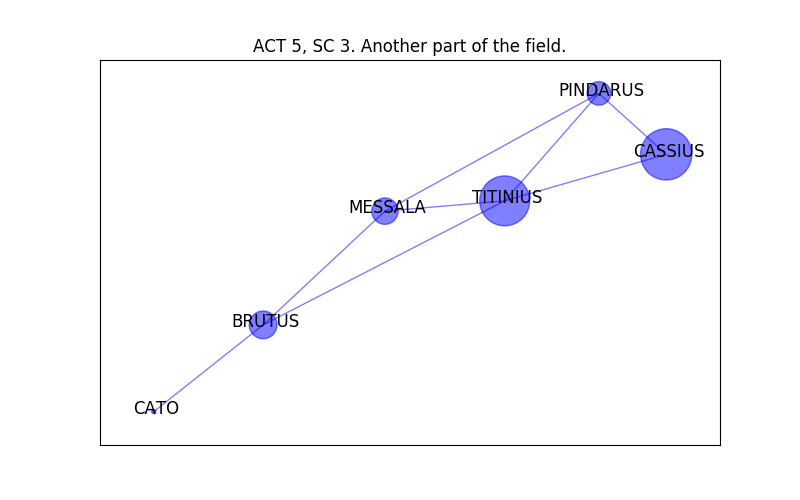 ACT 5, SC 3. Another part of the field.
PINDARUS
CASSIUS
TITINIUS
MESSALA
BRUTUS
CATO